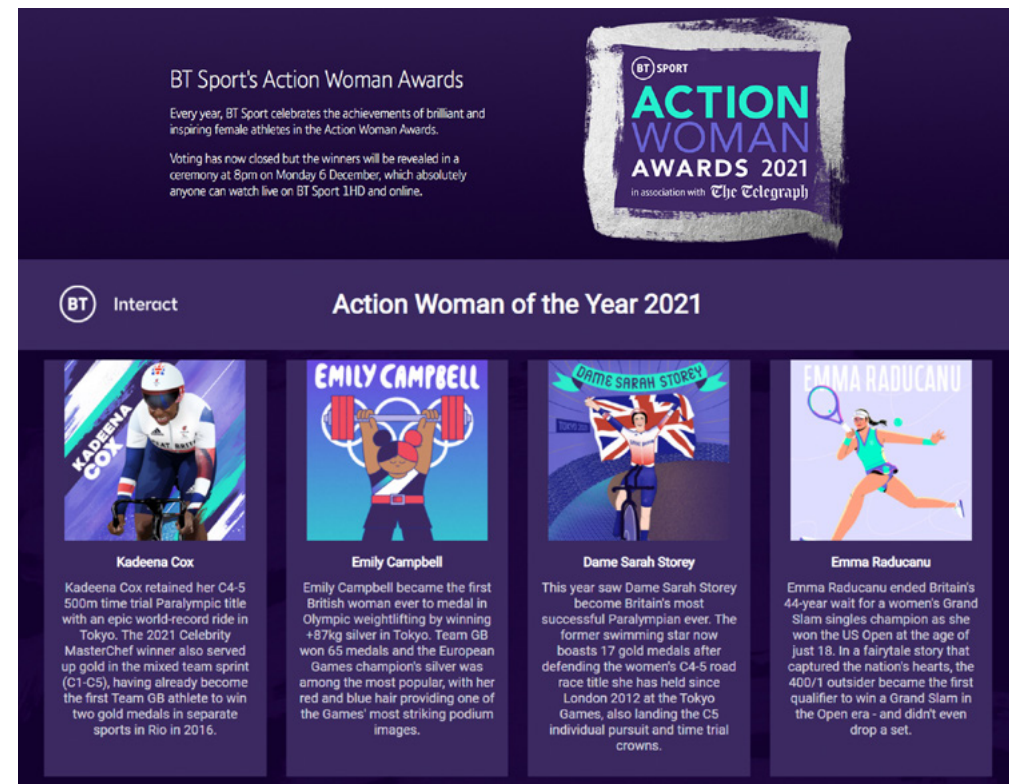 BT Sport's Action Woman Awards
Every year, BT Sport celebrates the achievements of brilliant and
inspiring female athletes in the Action Woman Awards.
Voting has now closed but the winners will be revealed in a
ceremony at 8pm on Monday 6 December, which absolutely
anyone can watch live on BT Sport 1HD and online.
BT SPORT
ACTION
WOMAN
AWARDS 2021
in association with The Telegraph
BT Interact
Action Woman of the Year 2021
KADEENA
COX
GREAT BRITAIN
Kadeena Cox
Kadeena Cox retained her C4-5
500m time trial Paralympic title
with an epic world-record ride in
Tokyo. The 2021 Celebrity
MasterChef winner also served
up gold in the mixed team sprint
(C1-C5), having already become
the first Team GB athlete to win
two gold medals in separate
sports in Rio in 2016.
EMILY CAMPBELL
Emily Campbell
Emily Campbell became the first
British woman ever to medal in
Olympic weightlifting by winning
+87kg silver in Tokyo. Team GB
won 65 medals and the European
Games champion's silver was
among the most popular, with her
red and blue hair providing one of
the Games' most striking podium
images.
DAME SARAH STOREY
TOKYO 2021
Dame Sarah Storey
This year saw Dame Sarah Storey
become Britain's most
successful Paralympian ever. The
former swimming star now
boasts 17 gold medals after
defending the women's C4-5 road
race title she has held since
London 2012 at the Tokyo
Games, also landing the C5
individual pursuit and time trial
crowns.
EMMA RADUCANU
Emma Raducanu
Emma Raducanu ended Britain's
44-year wait for a women's Grand
Slam singles champion as she
won the US Open at the age of
just 18. In a fairytale story that
captured the nation's hearts, the
400/1 outsider became the first
qualifier to win a Grand Slam in
the Open era - and didn't even
drop a set.